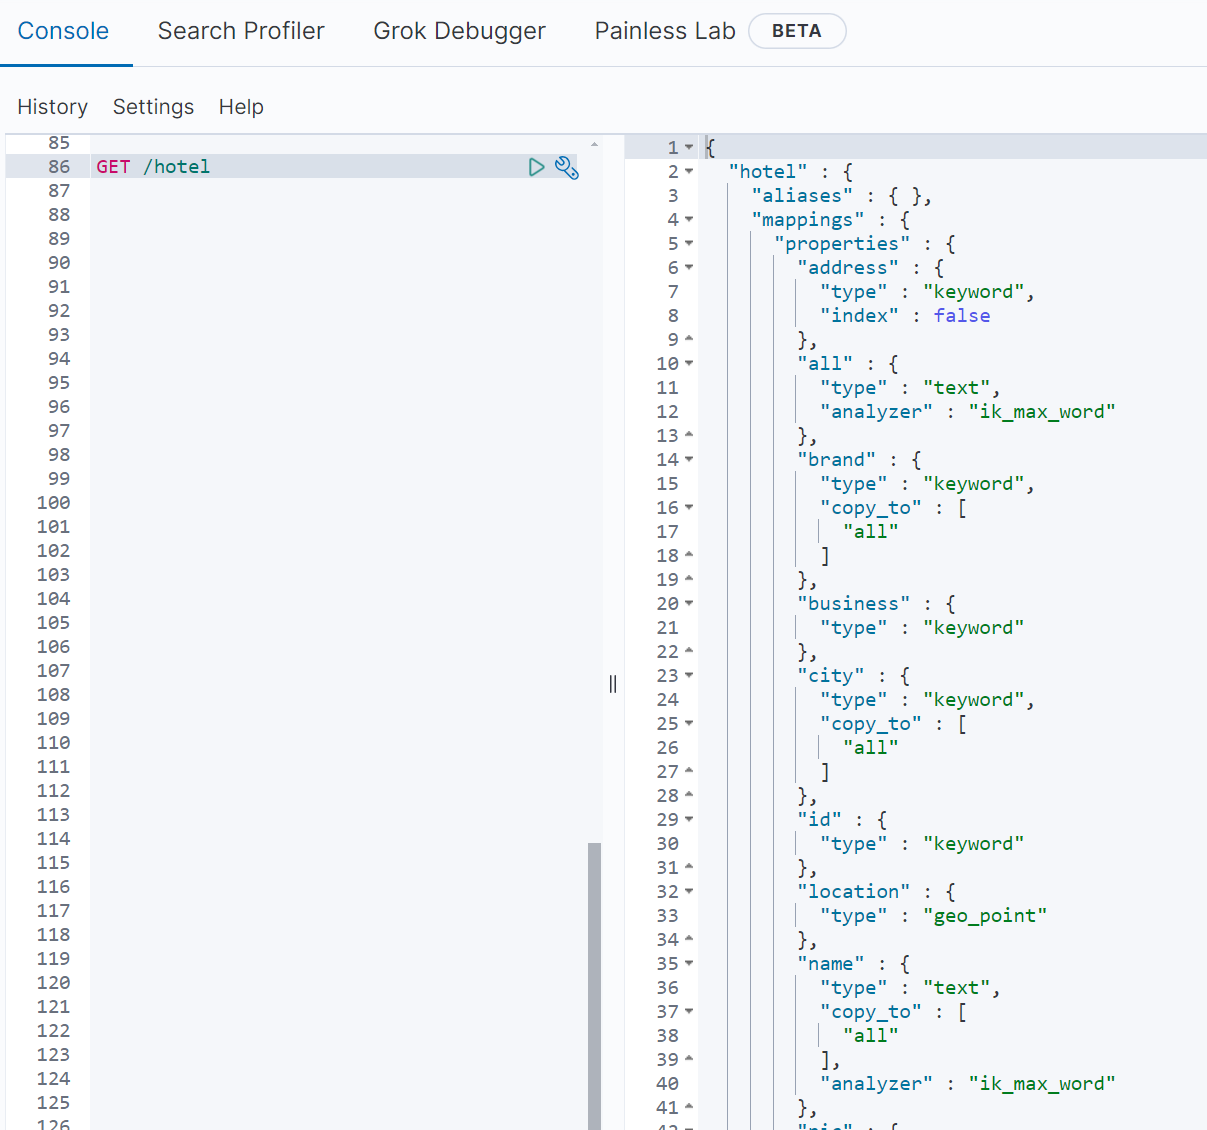 Console Search Profiler Grok Debugger Painless Lab BETA
History Settings Help
85
86 GET /hotel
87
88
89
90
91
92
93
94
95
96
97
98
99
100
101
102
103
104
105
106
107
108
109
110
111
112
113
114
115
116
117
118
119
120
121
122
123
124
125
126
1 {
2 "hotel" : {
3 "aliases" : { },
4 "mappings" : {
5 "properties" : {
6 "address" : {
7 "type" : "keyword",
8 "index" : false
9 },
10 "all" : {
11 "type" : "text",
12 "analyzer" : "ik_max_word"
13 },
14 "brand" : {
15 "type" : "keyword",
16 "copy_to" : [
17 "all"
18 ]
19 },
20 "business" : {
21 "type" : "keyword"
22 },
23 "city" : {
24 "type" : "keyword",
25 "copy_to" : [
26 "all"
27 ]
28 },
29 "id" : {
30 "type" : "keyword"
31 },
32 "location" : {
33 "type" : "geo_point"
34 },
35 "name" : {
36 "type" : "text",
37 "copy_to" : [
38 "all"
39 ],
40 "analyzer" : "ik_max_word"
41 },
42 "pic" : {